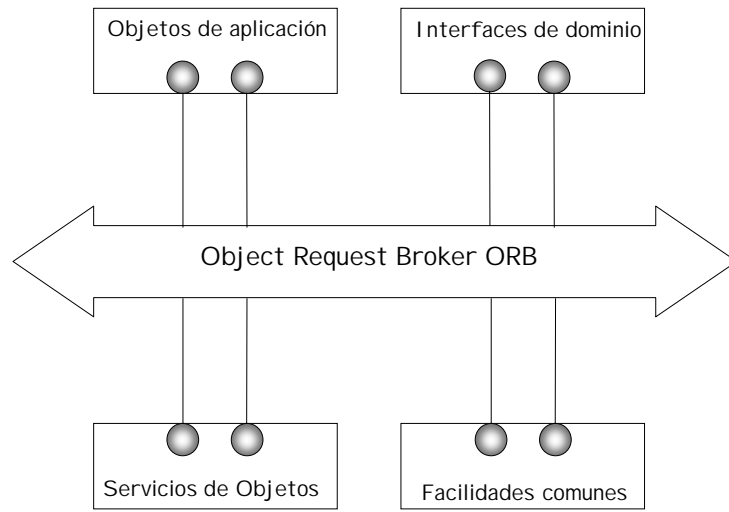 Objetos de aplicación
Interfaces de dominio
Object Request Broker ORB
Servicios de Objetos
Facilidades comunes